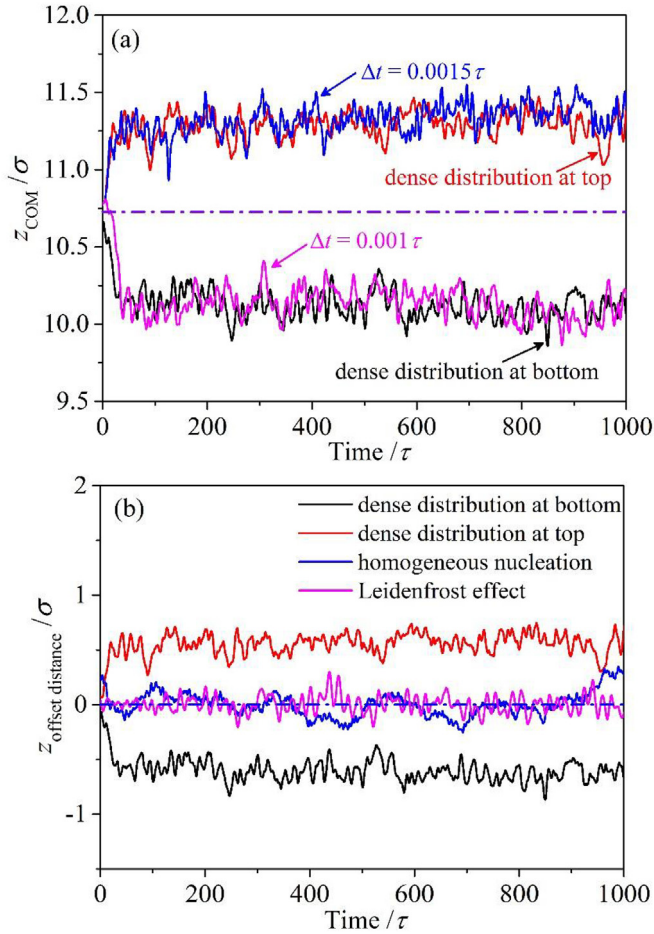 (a)
12.0
11.5
11.0
10.5
10.0
9.5
z_COM /σ
Δt = 0.0015τ
dense distribution at top
Δt = 0.001τ
dense distribution at bottom
0 200 400 600 800 1000
Time /τ
(b)
2
1
0
-1
z_offset distance /σ
dense distribution at bottom
dense distribution at top
homogeneous nucleation
Leidenfrost effect
0 200 400 600 800 1000
Time /τ